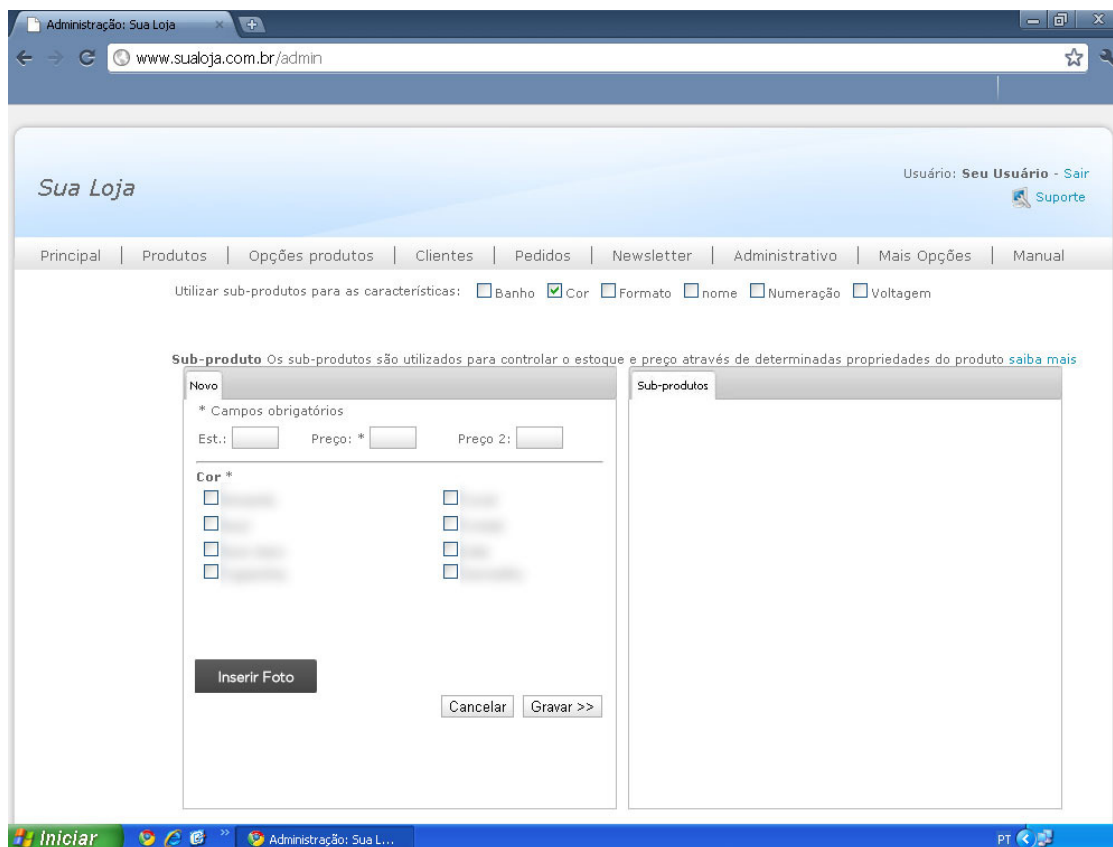 Administração: Sua Loja
www.sualoja.com.br/admin
Sua Loja
Usuário: Seu Usuário - Sair
Suporte
Principal | Produtos | Opções produtos | Clientes | Pedidos | Newsletter | Administrativo | Mais Opções | Manual
Utilizar sub-produtos para as características: Banho Cor Formato nome Numeração Voltagem
Sub-produto Os sub-produtos são utilizados para controlar o estoque e preço através de determinadas propriedades do produto saiba mais
Novo
* Campos obrigatórios
Est.: Preço: * Preço 2:
Cor *
Inserir Foto
Cancelar Gravar >>
Sub-produtos
Iniciar Administração: Sua L... PT